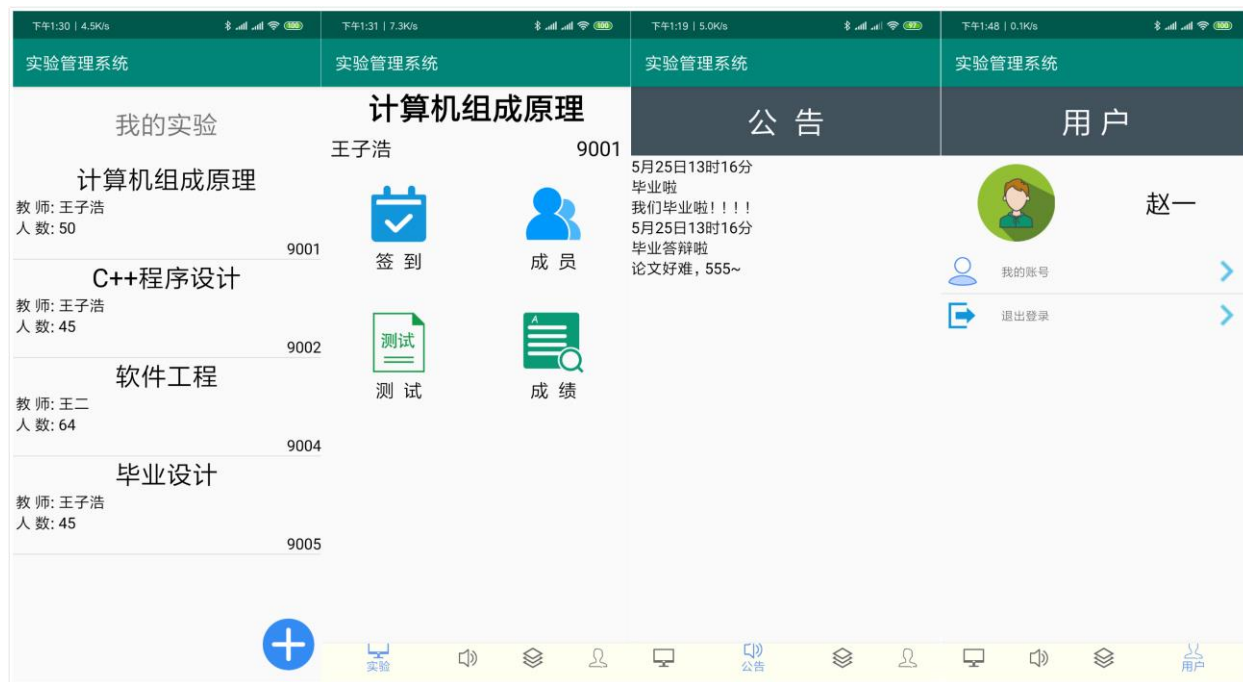 下午1:30 | 4.5K/s
100
实验管理系统
我的实验
计算机组成原理
教 师: 王子浩
人 数: 50
9001
C++程序设计
教 师: 王子浩
人 数: 45
9002
软件工程
教 师: 王二
人 数: 64
9004
毕业设计
教 师: 王子浩
人 数: 45
9005
下午1:31 | 7.3K/s
100
实验管理系统
计算机组成原理
王子浩
9001
签 到
成 员
测试
A
测 试
成 绩
实验
下午1:19 | 5.0K/s
97
实验管理系统
公 告
5月25日13时16分
毕业啦
我们毕业啦！！！！
5月25日13时16分
毕业答辩啦
论文好难，555~
公告
下午1:48 | 0.1K/s
100
实验管理系统
用 户
赵一
我的账号
退出登录
用户